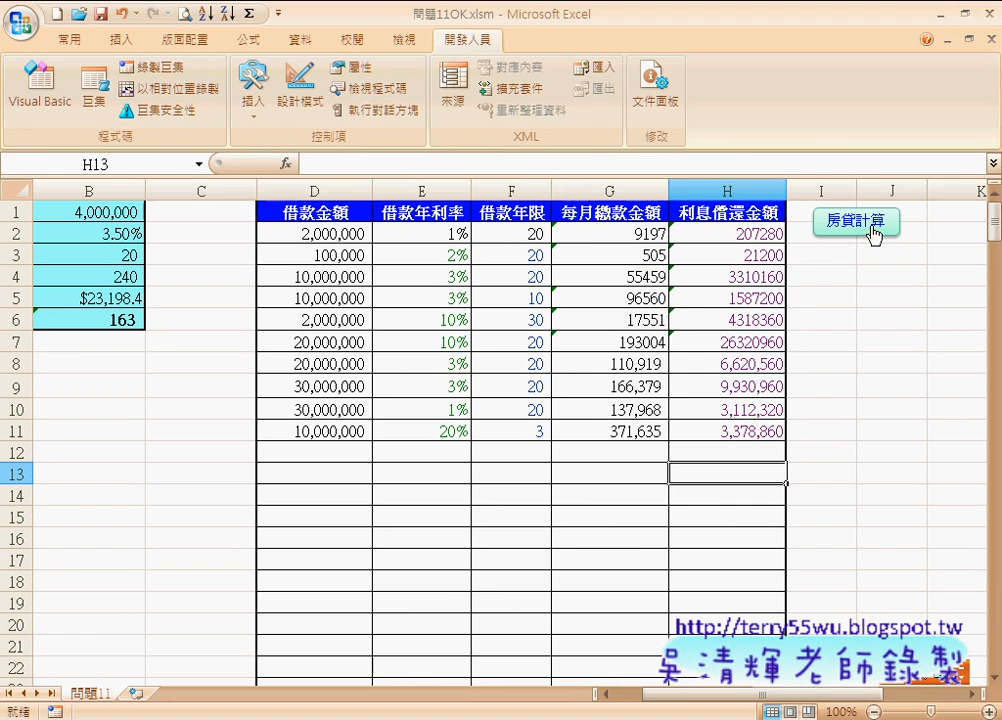 問題11OK.xlsm - Microsoft Excel
常用 插入 版面配置 公式 資料 校閱 檢視 開發人員
Visual Basic 巨集 錄製巨集 以相對位置錄製 巨集安全性 插入 設計模式 屬性 檢視程式碼 執行對話方塊 來源 對應內容 擴充套件 重新整理資料 匯入 匯出 文件面板
程式碼 控制項 XML 修改
H13 fx
B C D E F G H I J K
1 4,000,000 借款金額 借款年利率 借款年限 每月繳款金額 利息償還金額 房貸計算
2 3.50% 2,000,000 1% 20 9197 207280
3 20 100,000 2% 20 505 21200
4 240 10,000,000 3% 20 55459 3310160
5 $23,198.4 10,000,000 3% 10 96560 1587200
6 163 2,000,000 10% 30 17551 4318360
7 20,000,000 10% 20 193004 26320960
8 20,000,000 3% 20 110,919 6,620,560
9 30,000,000 3% 20 166,379 9,930,960
10 30,000,000 1% 20 137,968 3,112,320
11 10,000,000 20% 3 371,635 3,378,860
12
13
14
15
16
17
18
19
20
21
22
http://terry55wu.blogspot.tw
吳清輝老師錄製
問題11
就緒 100%